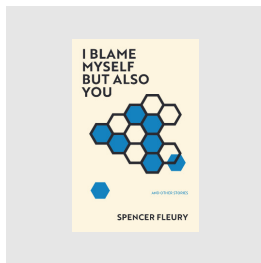 I BLAME
MYSELF
BUT ALSO
YOU
AND OTHER STORIES
SPENCER FLEURY